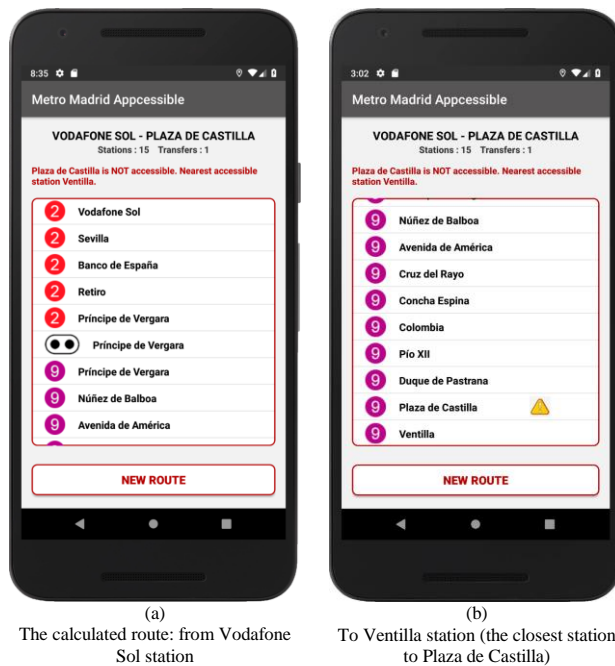 8:35
Metro Madrid Appcessible
VODAFONE SOL - PLAZA DE CASTILLA
Stations : 15 Transfers : 1
Plaza de Castilla is NOT accessible. Nearest accessible
station Ventilla.
2 Vodafone Sol
2 Sevilla
2 Banco de España
2 Retiro
2 Príncipe de Vergara
Príncipe de Vergara
9 Príncipe de Vergara
9 Núñez de Balboa
9 Avenida de América
NEW ROUTE
(a)
The calculated route: from Vodafone
Sol station
3:02
Metro Madrid Appcessible
VODAFONE SOL - PLAZA DE CASTILLA
Stations : 15 Transfers : 1
Plaza de Castilla is NOT accessible. Nearest accessible
station Ventilla.
9 Núñez de Balboa
9 Avenida de América
9 Cruz del Rayo
9 Concha Espina
9 Colombia
9 Pío XII
9 Duque de Pastrana
9 Plaza de Castilla
9 Ventilla
NEW ROUTE
(b)
To Ventilla station (the closest station
to Plaza de Castilla)